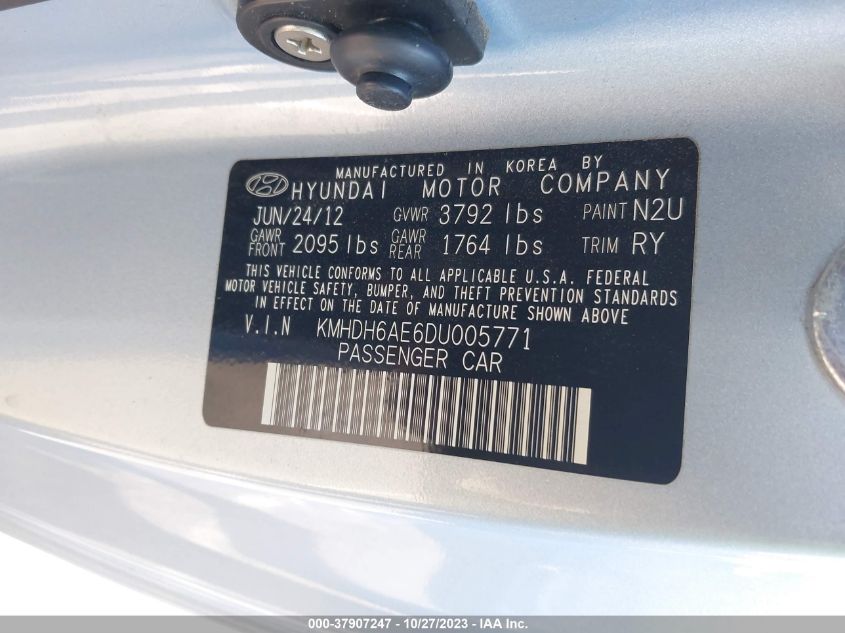 MANUFACTURED IN KOREA BY
HYUNDAI MOTOR COMPANY
JUN/24/12 GVWR 3792 lbs PAINT N2U
GAWR FRONT 2095 lbs GAWR REAR 1764 lbs TRIM RY
THIS VEHICLE CONFORMS TO ALL APPLICABLE U.S.A. FEDERAL
MOTOR VEHICLE SAFETY, BUMPER, AND THEFT PREVENTION STANDARDS
IN EFFECT ON THE DATE OF MANUFACTURE SHOWN ABOVE
V.I.N KMHDH6AE6DU005771
PASSENGER CAR
000-37907247 - 10/27/2023 - IAA Inc.